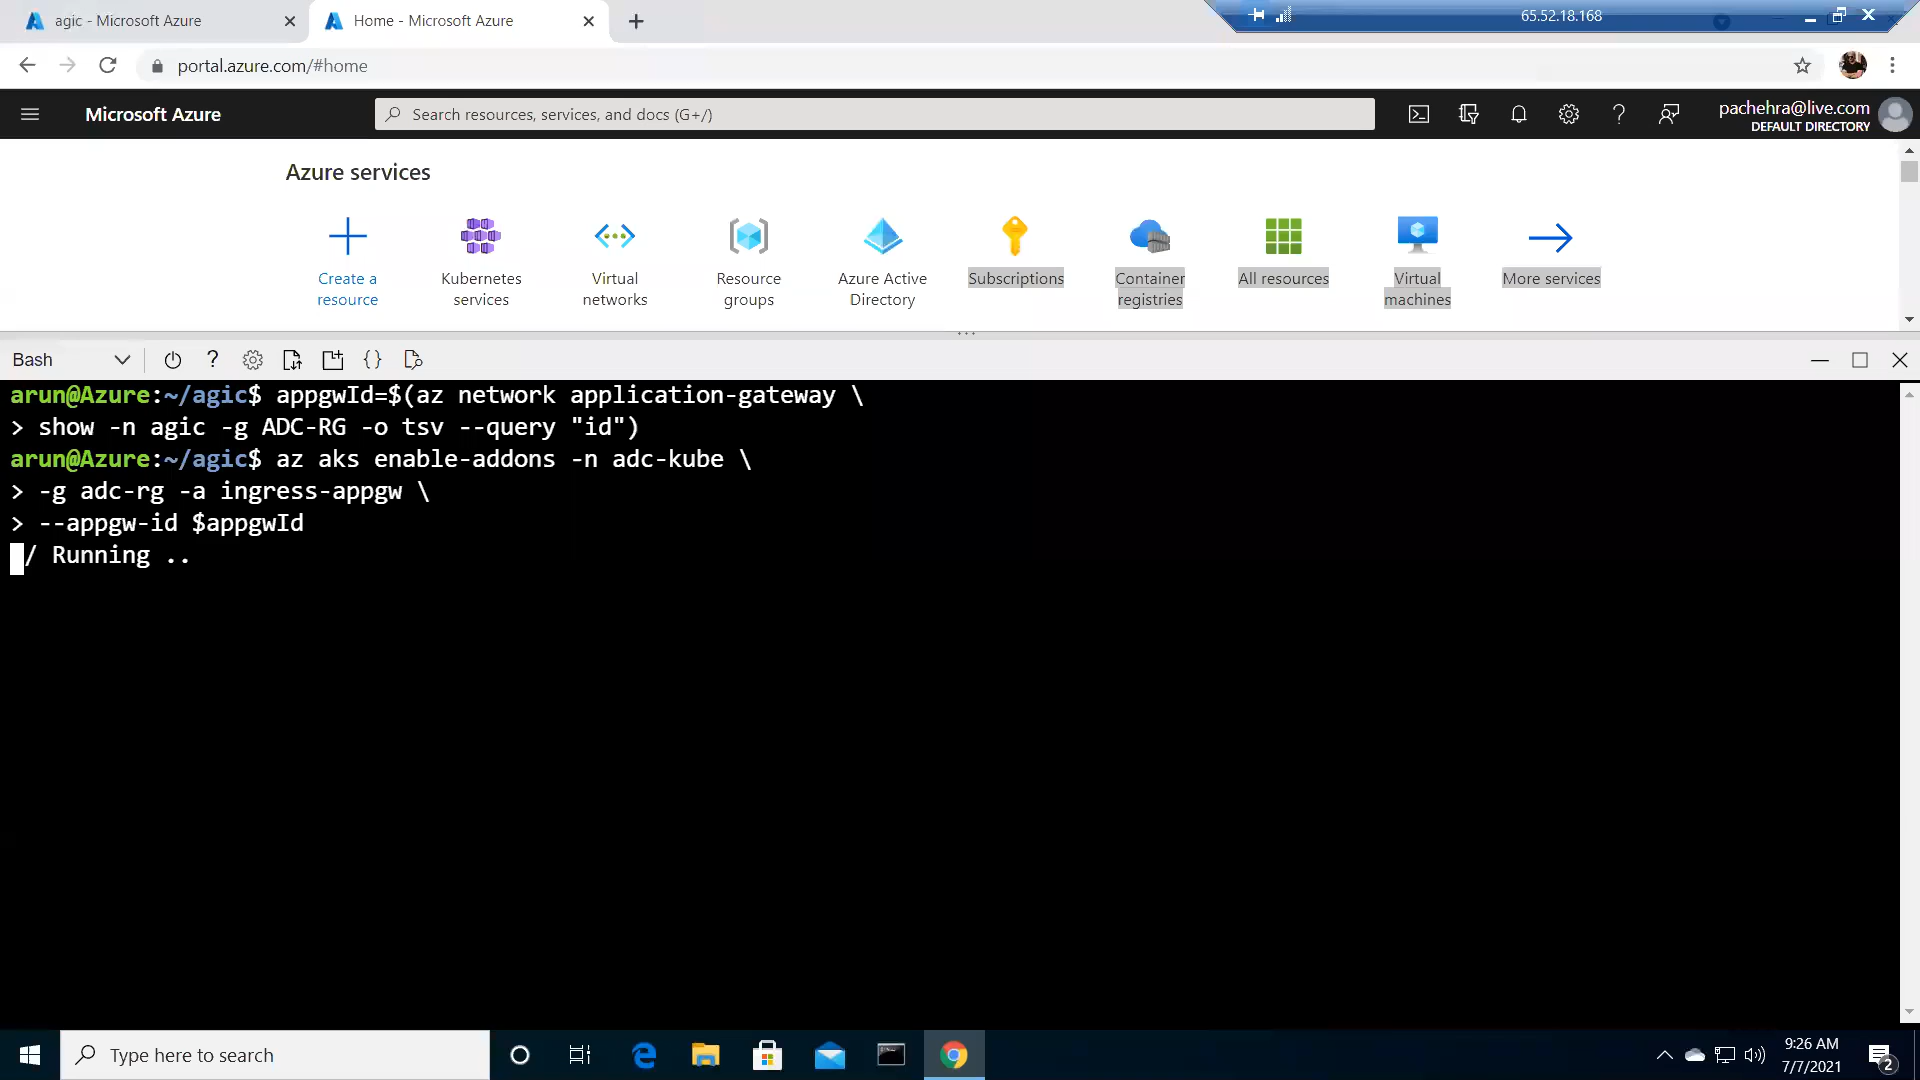 agic - Microsoft Azure
Home - Microsoft Azure
65.52.18.168
portal.azure.com/#home
Microsoft Azure
Search resources, services, and docs (G+/)
pachehra@live.com
DEFAULT DIRECTORY
Azure services
Create a resource
Kubernetes services
Virtual networks
Resource groups
Azure Active Directory
Subscriptions
Container registries
All resources
Virtual machines
More services
Bash
arun@Azure:~/agic$ appgwId=$(az network application-gateway \
> show -n agic -g ADC-RG -o tsv --query "id")
arun@Azure:~/agic$ az aks enable-addons -n adc-kube \
> -g adc-rg -a ingress-appgw \
> --appgw-id $appgwId
/ Running ..
Type here to search
9:26 AM
7/7/2021
2